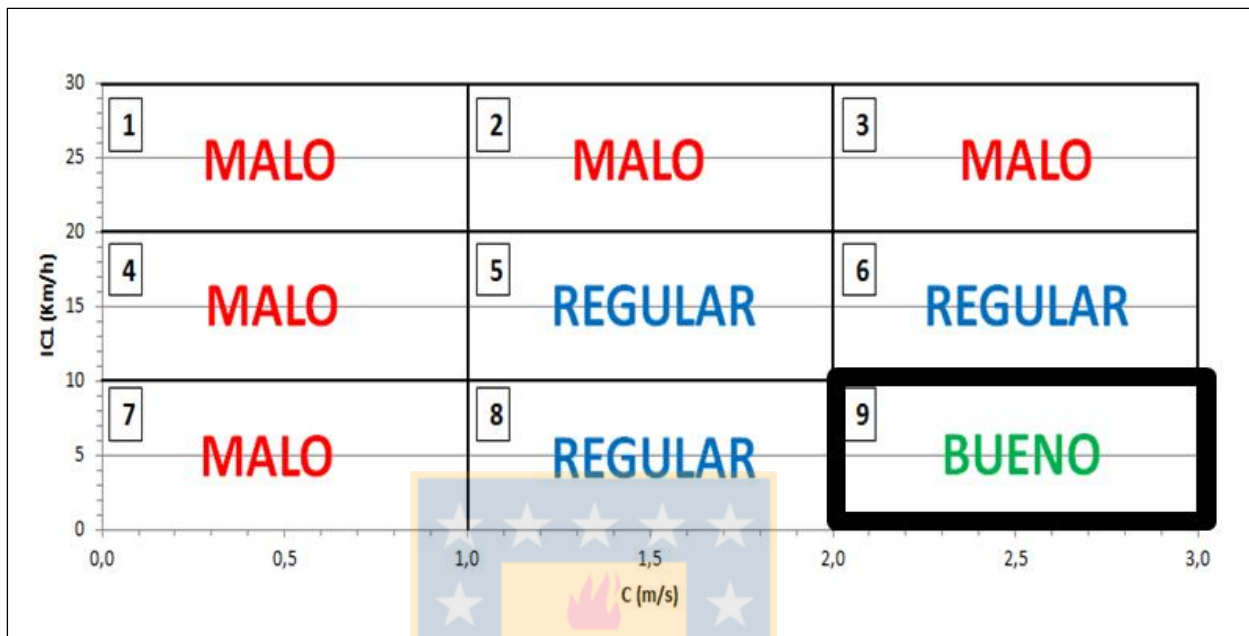 30
1 MALO 2 MALO 3 MALO
25
20
4 MALO 5 REGULAR 6 REGULAR
15
IC1 (Km/h)
10
7 MALO 8 REGULAR 9 BUENO
5
0
0,0 0,5 1,0 1,5 2,0 2,5 3,0
C (m/s)